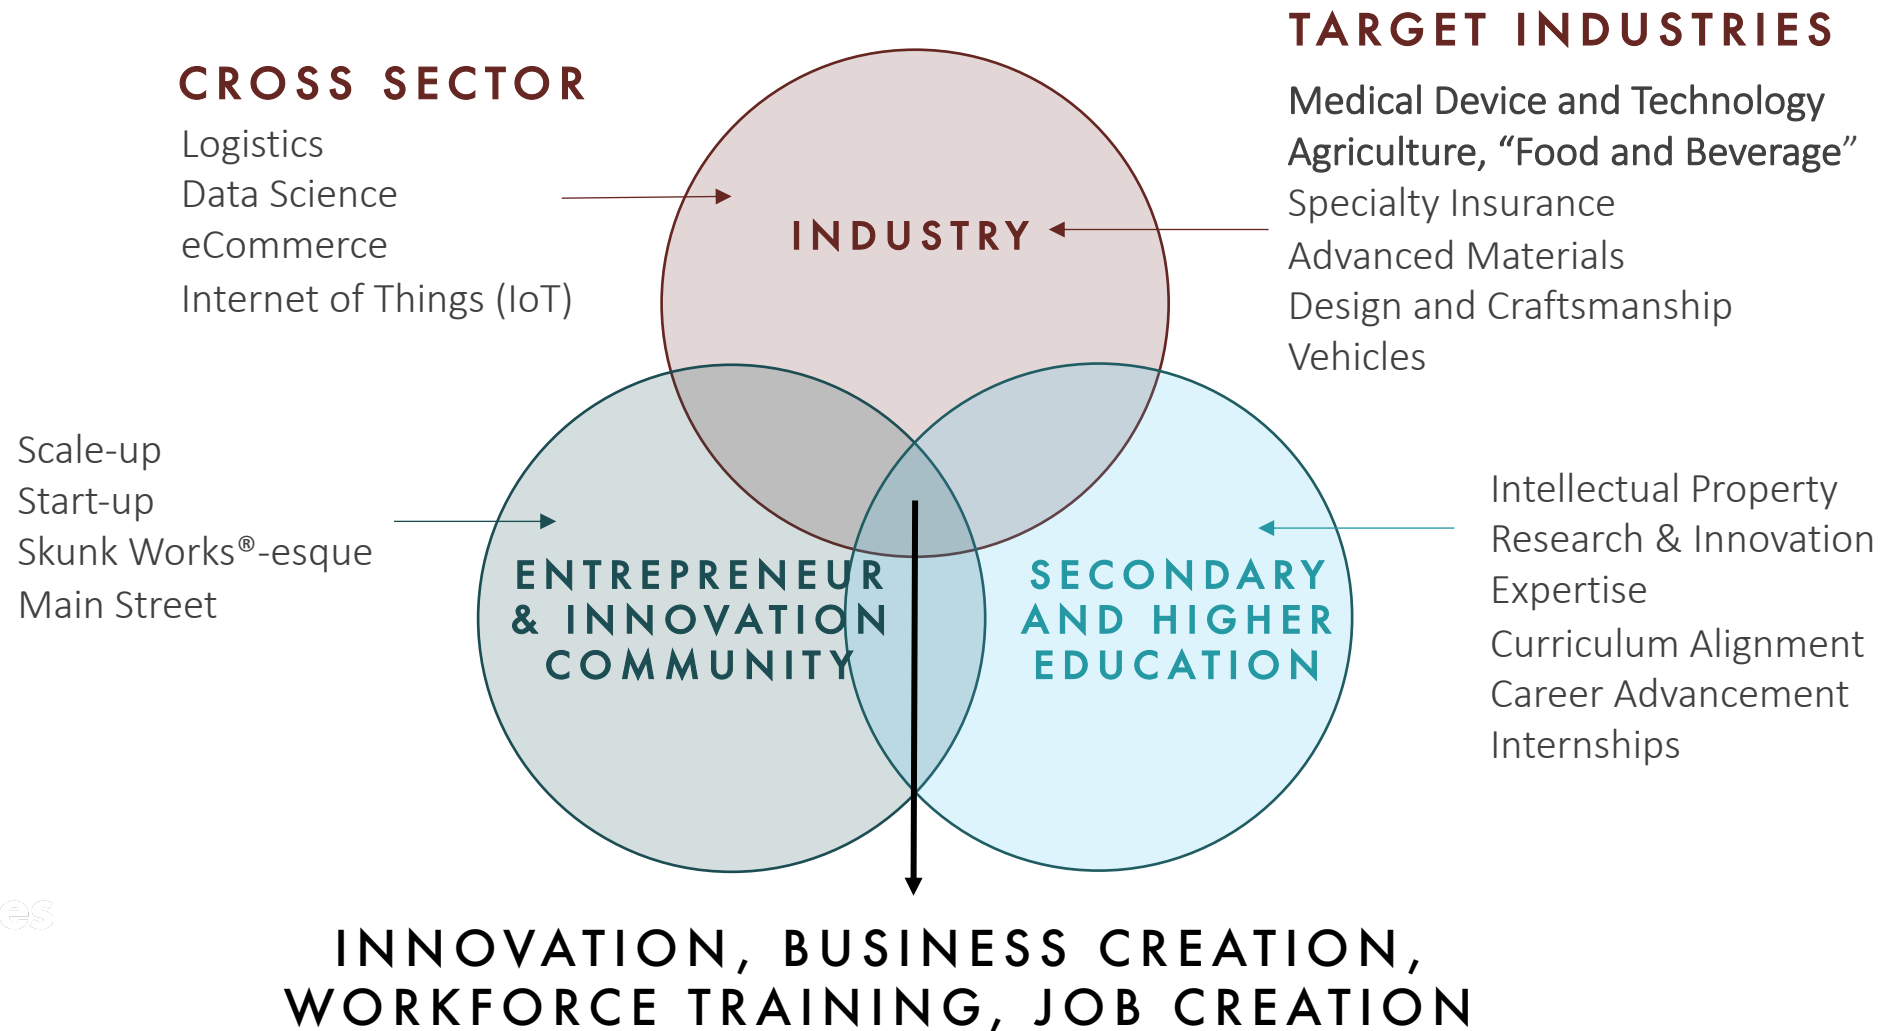 CROSS SECTOR
Logistics
Data Science
eCommerce
Internet of Things (IoT)
TARGET INDUSTRIES
Medical Device and Technology
Agriculture, “Food and Beverage”
Specialty Insurance
Advanced Materials
Design and Craftsmanship
Vehicles
INDUSTRY
Scale-up
Start-up
Skunk Works®-esque
Main Street
ENTREPRENEUR
& INNOVATION
COMMUNITY
SECONDARY
AND HIGHER
EDUCATION
Intellectual Property
Research & Innovation
Expertise
Curriculum Alignment
Career Advancement
Internships
es
INNOVATION, BUSINESS CREATION,
WORKFORCE TRAINING, JOB CREATION